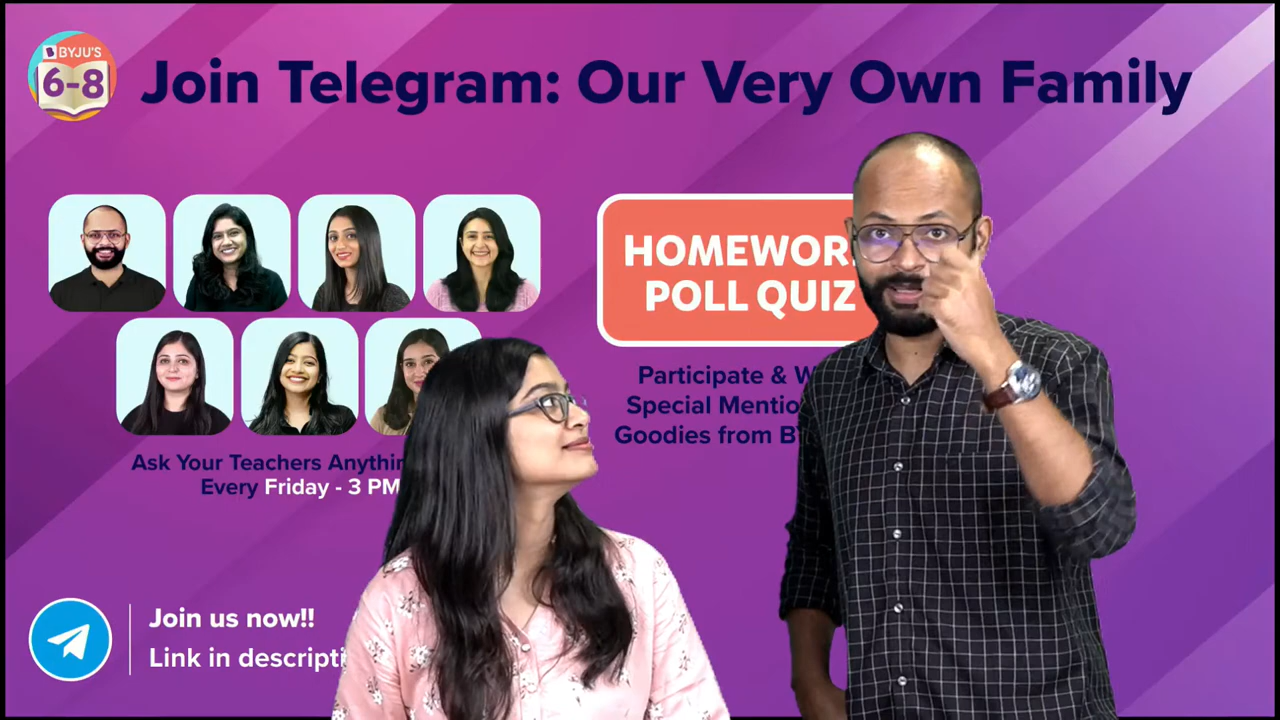 BYJU'S
6-8
Join Telegram: Our Very Own Family
HOMEWOR
POLL QUIZ
Participate & W
Special Mentio
Goodies from B
Ask Your Teachers Anythin
Every Friday - 3 PM
Join us now!!
Link in descripti